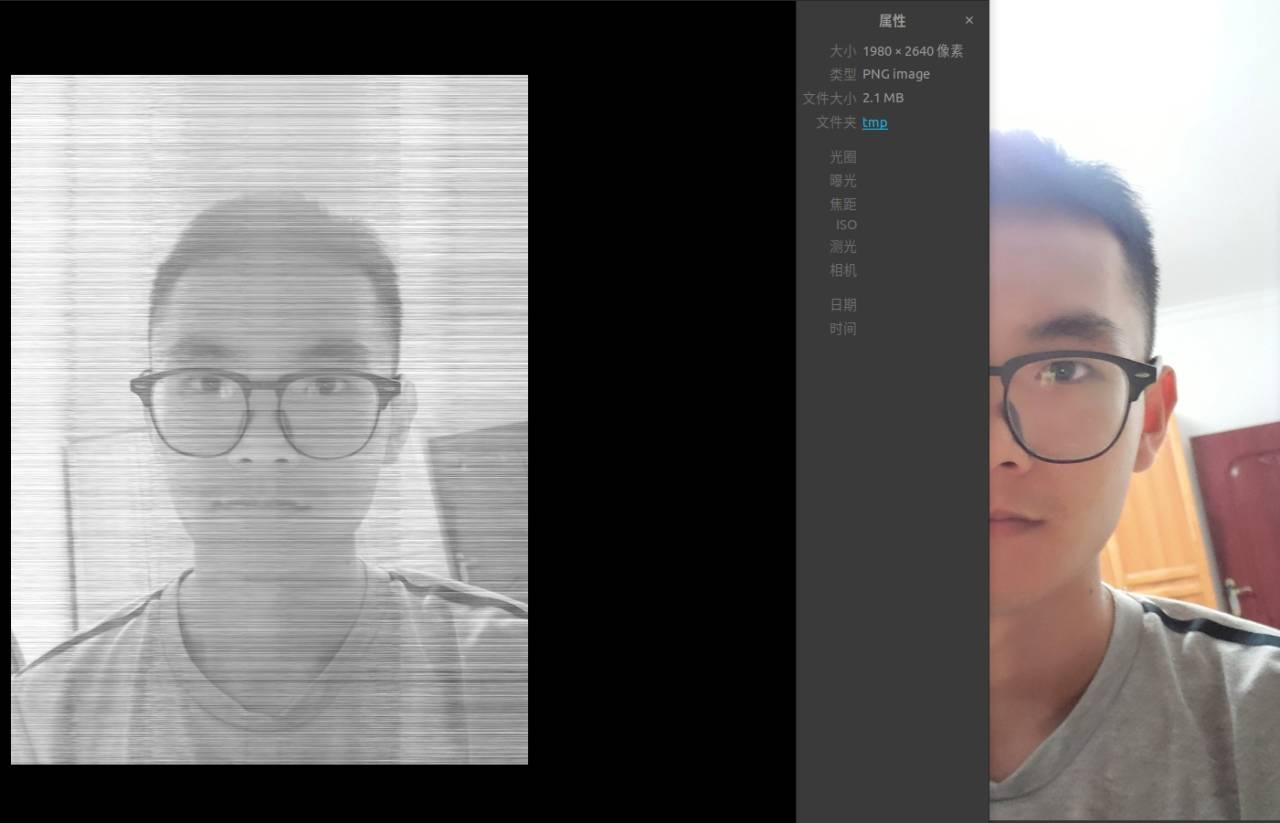 属性 ×
大小 1980 × 2640 像素
类型 PNG image
文件大小 2.1 MB
文件夹 tmp
光圈
曝光
焦距
ISO
测光
相机
日期
时间